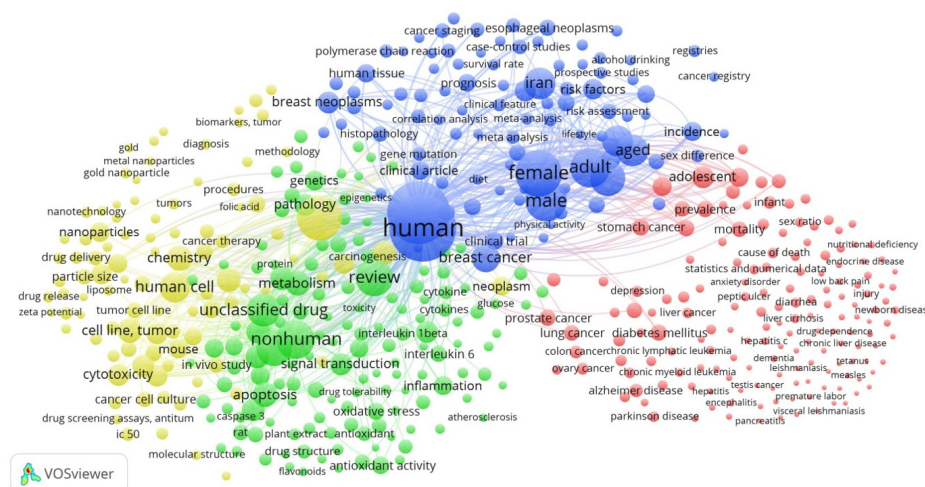 cancer staging
esophageal neoplasms
polymerase chain reaction
case-control studies
registries
survival rate
alcohol drinking
human tissue
prognosis
iran
prospective studies
cancer registry
risk factors
breast neoplasms
clinical feature
meta-analysis
risk assessment
biomarkers, tumor
correlation analysis
histopathology
meta analysis
lifestyle
incidence
gold
diagnosis
methodology
gene mutation
aged
sex difference
metal nanoparticles
gold nanoparticle
clinical article
female
adult
genetics
diet
adolescent
procedures
epigenetics
infant
nanotechnology
tumors
folic acid
pathology
male
prevalence
nanoparticles
human
physical activity
stomach cancer
mortality
sex ratio
cancer therapy
clinical trial
nutritional deficiency
drug delivery
chemistry
carcinogenesis
breast cancer
cause of death
endocrine disease
particle size
protein
review
statistics and numerical data
liposome
human cell
metabolism
cytokine
neoplasm
anxiety disorder
low back pain
drug release
depression
peptic ulcer
injury
zeta potential
tumor cell line
unclassified drug
toxicity
cytokines
glucose
liver cancer
diarrhea
newborn diseas
prostate cancer
liver cirrhosis
cell line, tumor
nonhuman
interleukin 1beta
lung cancer
diabetes mellitus
drug dependence
mouse
hepatitis c
chronic liver disease
in vivo study
signal transduction
interleukin 6
colon cancer
chronic lymphatic leukemia
dementia
tetanus
cytotoxicity
ovary cancer
chronic myeloid leukemia
leishmaniasis
measles
apoptosis
drug tolerability
inflammation
alzheimer disease
hepatitis
testis cancer
cancer cell culture
encephalitis
premature labor
caspase 3
oxidative stress
atherosclerosis
parkinson disease
visceral leishmaniasis
drug screening assays, antitum
pancreatitis
ic 50
rat
plant extract
antioxidant
molecular structure
drug structure
flavonoids
antioxidant activity
VOSviewer